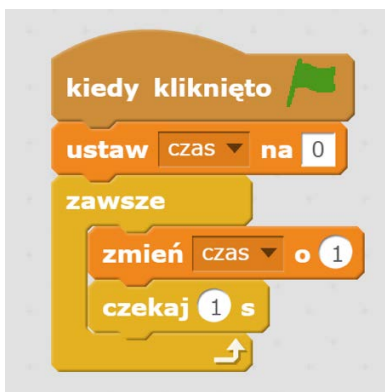 kiedy kliknięto
ustaw czas na 0
zawsze
zmień czas o 1
czekaj 1 s